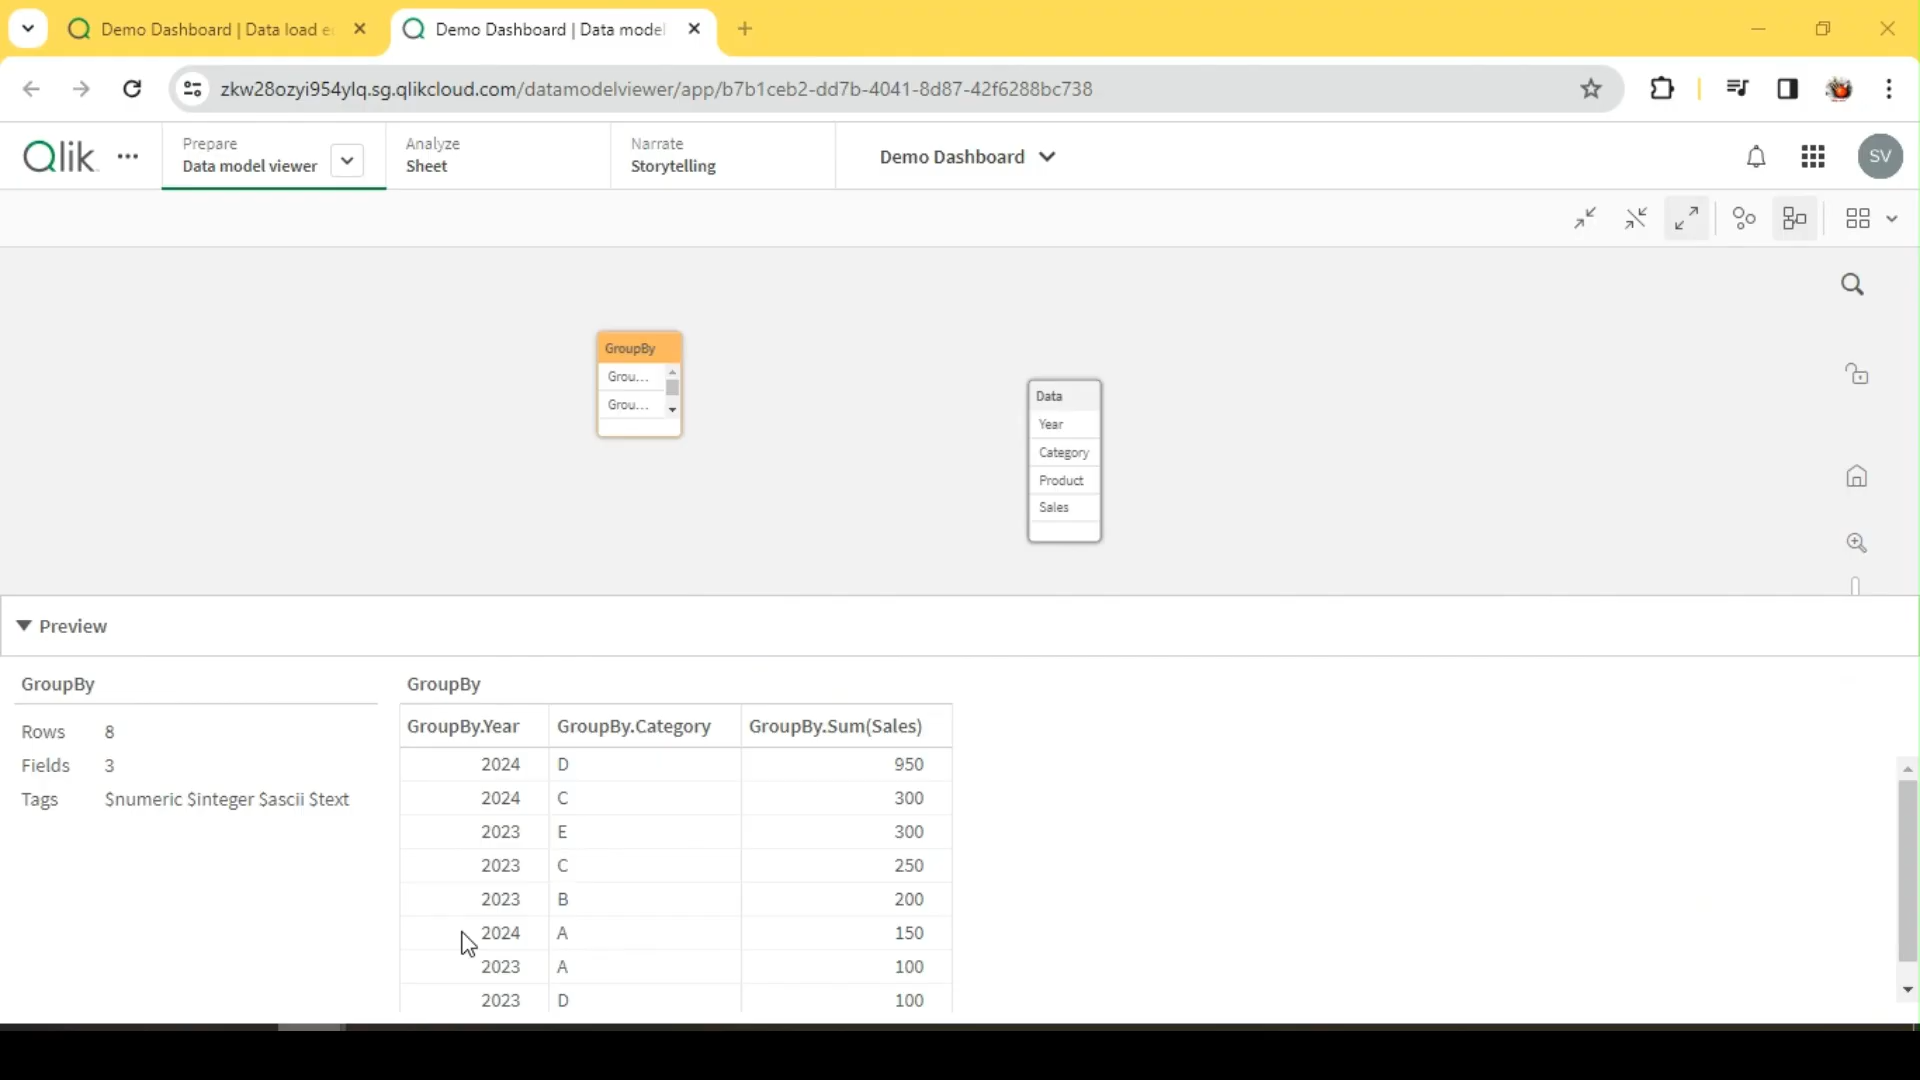 Demo Dashboard | Data load e
Demo Dashboard | Data model
zkw28ozyi954ylq.sg.qlikcloud.com/datamodelviewer/app/b7b1ceb2-dd7b-4041-8d87-42f6288bc738
Qlik
Prepare
Data model viewer
Analyze
Sheet
Narrate
Storytelling
Demo Dashboard
SV
GroupBy
Grou...
Grou...
Data
Year
Category
Product
Sales
Preview
GroupBy
Rows 8
Fields 3
Tags $numeric $integer $ascii $text
GroupBy
GroupBy.Year GroupBy.Category GroupBy.Sum(Sales)
2024 D 950
2024 C 300
2023 E 300
2023 C 250
2023 B 200
2024 A 150
2023 A 100
2023 D 100